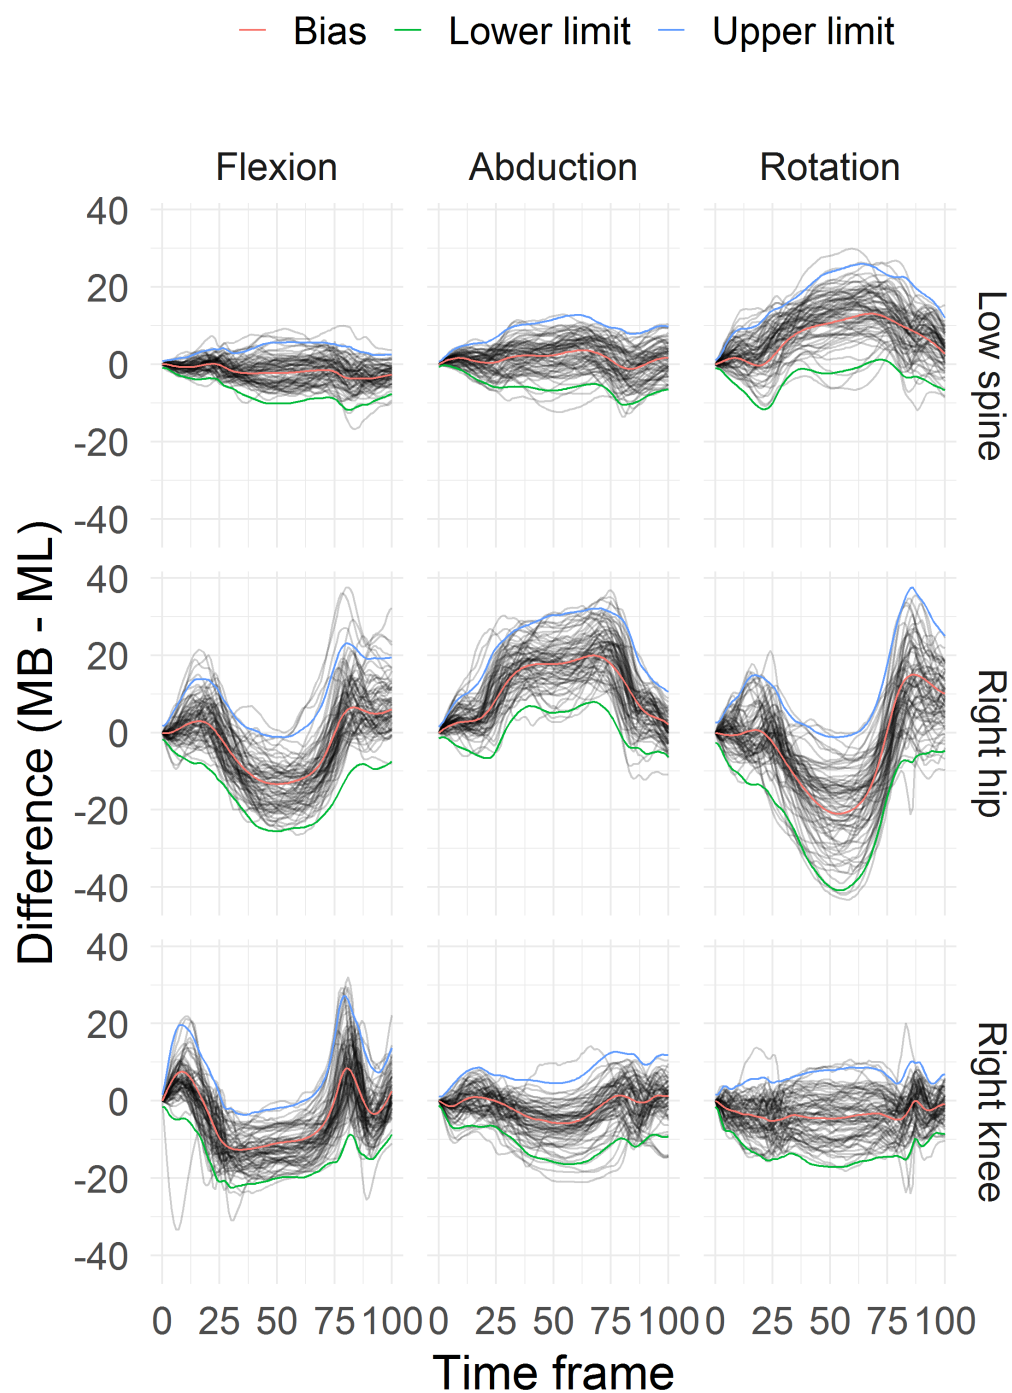 Bias Lower limit Upper limit
Flexion Abduction Rotation
40
20
0
-20
-40
Low spine
40
20
0
-20
-40
Right hip
40
20
0
-20
-40
Right knee
Difference (MB - ML)
0 25 50 75 100 0 25 50 75 100 0 25 50 75 100
Time frame